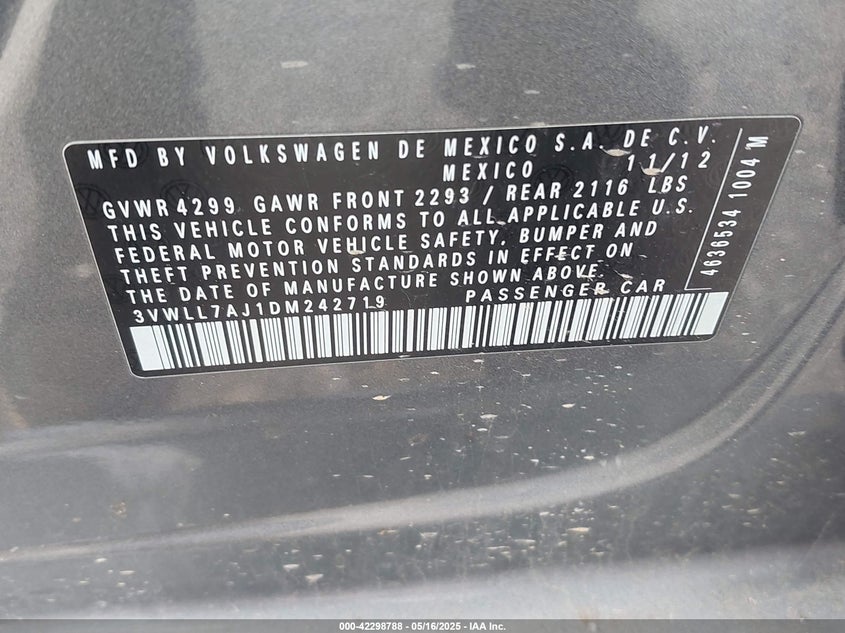 MFD BY VOLKSWAGEN DE MEXICO S.A. DE C.V.
MEXICO 11/12
GVWR 4299 GAWR FRONT 2293 / REAR 2116 LBS
THIS VEHICLE CONFORMS TO ALL APPLICABLE U.S.
FEDERAL MOTOR VEHICLE SAFETY, BUMPER AND
THEFT PREVENTION STANDARDS IN EFFECT ON
THE DATE OF MANUFACTURE SHOWN ABOVE.
3VWLL7AJ1DM242719 PASSENGER CAR
4636534 1004 M
000-42298788 - 05/16/2025 - IAA Inc.